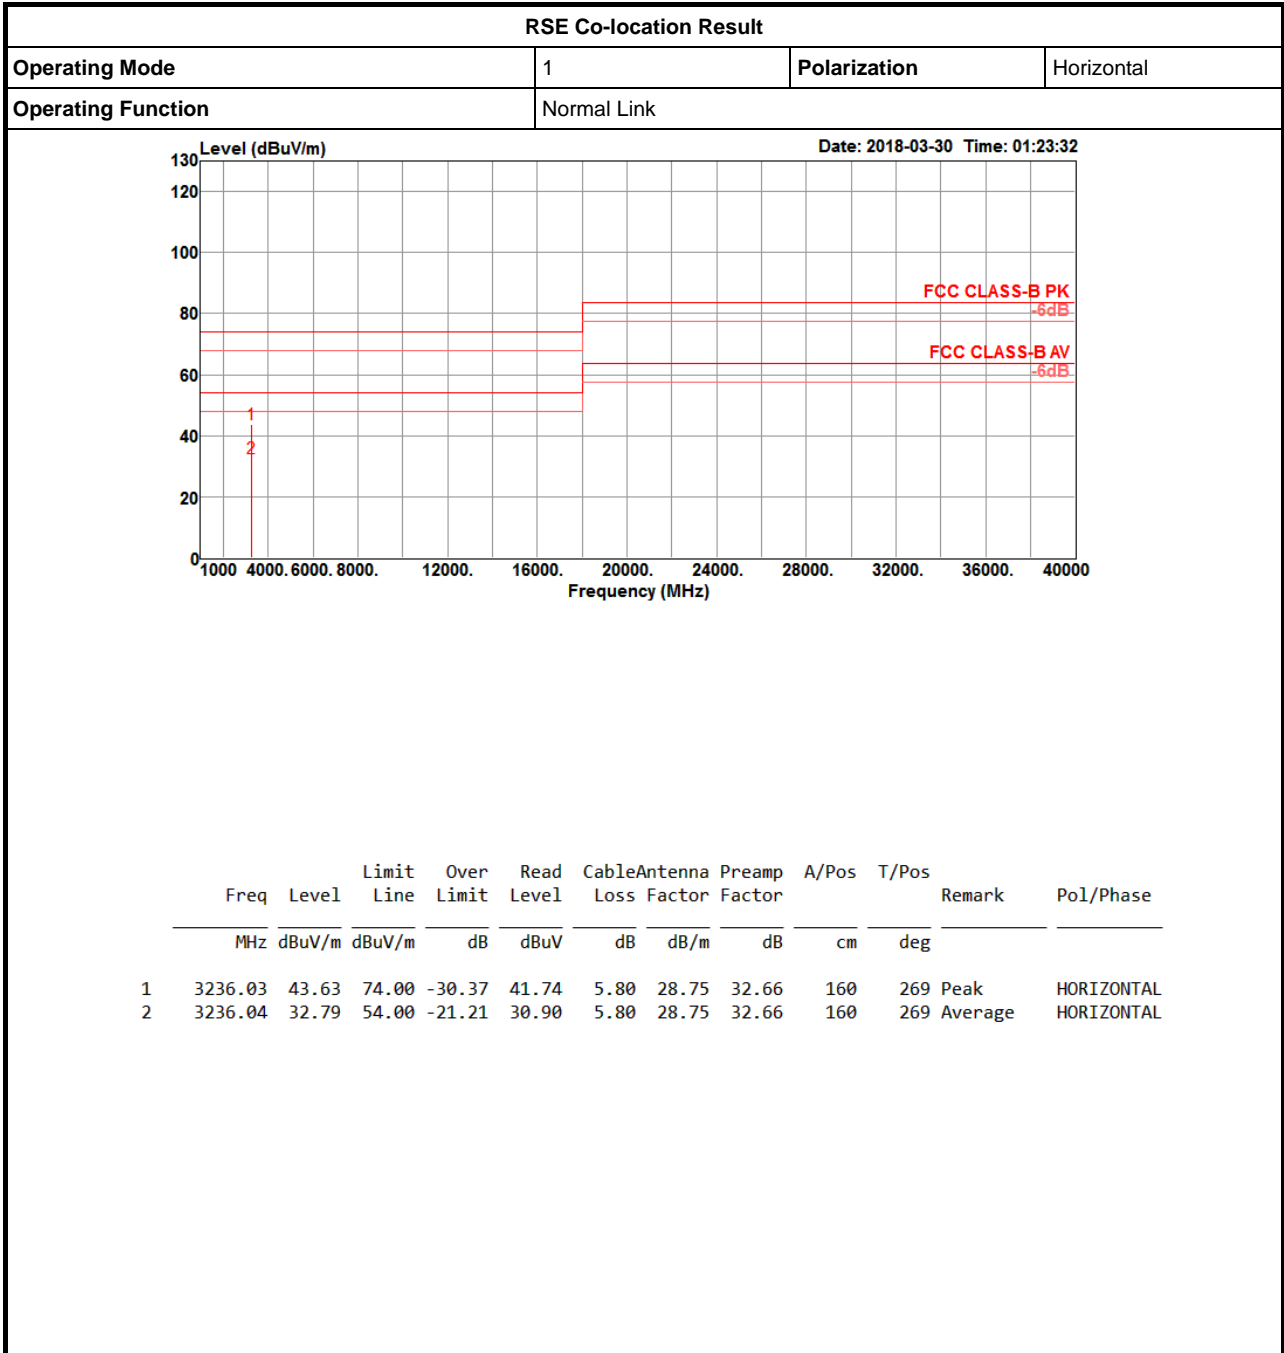 RSE Co-location Result
Operating Mode 1 Polarization Horizontal
Operating Function Normal Link
Level (dBuV/m) Date: 2018-03-30 Time: 01:23:32
130
120
100
FCC CLASS-B PK
80 -6dB
FCC CLASS-B AV
60 -6dB
1
40
2
20
0
1000 4000. 6000. 8000. 12000. 16000. 20000. 24000. 28000. 32000. 36000. 40000
Frequency (MHz)
Limit Over Read CableAntenna Preamp A/Pos T/Pos
Freq Level Line Limit Level Loss Factor Factor Remark Pol/Phase
MHz dBuV/m dBuV/m dB dBuV dB dB/m dB cm deg
1 3236.03 43.63 74.00 -30.37 41.74 5.80 28.75 32.66 160 269 Peak HORIZONTAL
2 3236.04 32.79 54.00 -21.21 30.90 5.80 28.75 32.66 160 269 Average HORIZONTAL